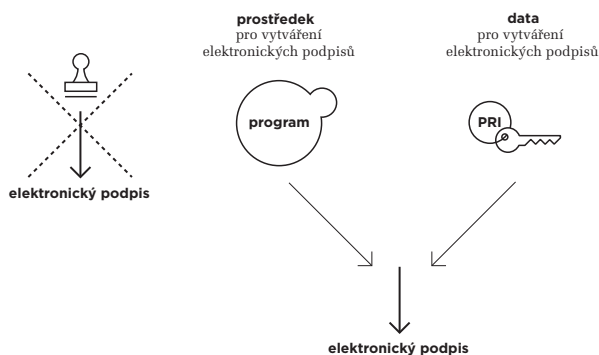 prostředek
pro vytváření
elektronických podpisů
data
pro vytváření
elektronických podpisů
program
PRI
elektronický podpis
elektronický podpis